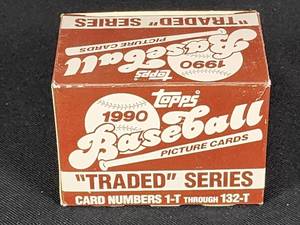 "TRADED" SERIES
PICTURE CARDS
Baseball
1990
Topps
Topps
1990
Baseball
PICTURE CARDS
"TRADED" SERIES
CARD NUMBERS 1-T THROUGH 132-T